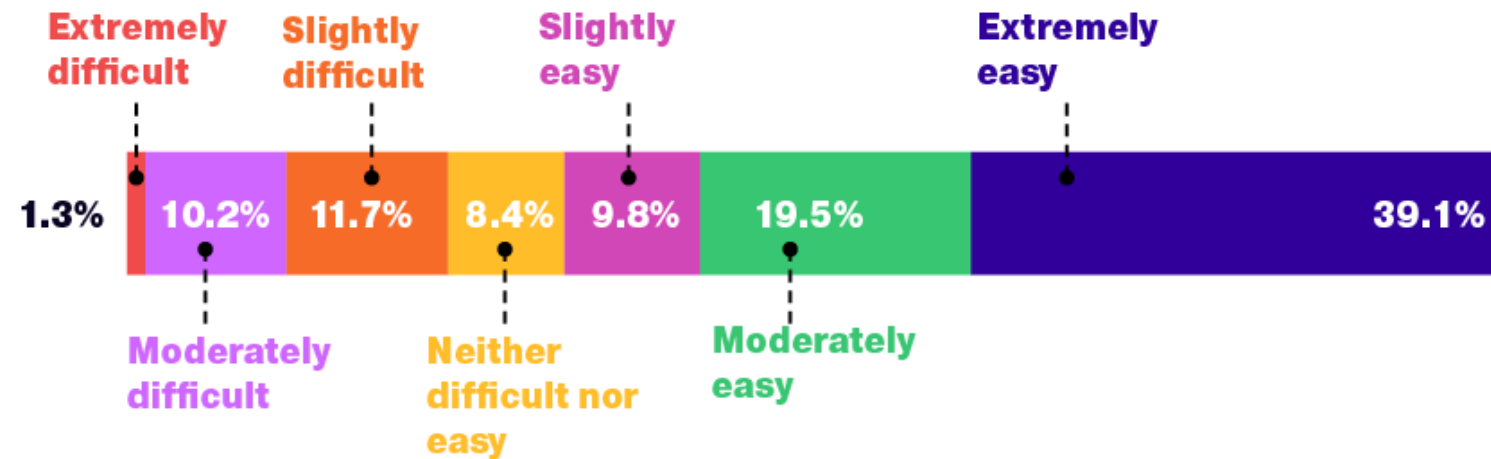 Extremely
difficult
Slightly
difficult
Slightly
easy
Extremely
easy
1.3%
10.2%
11.7%
8.4%
9.8%
19.5%
39.1%
Moderately
difficult
Neither
difficult nor
easy
Moderately
easy